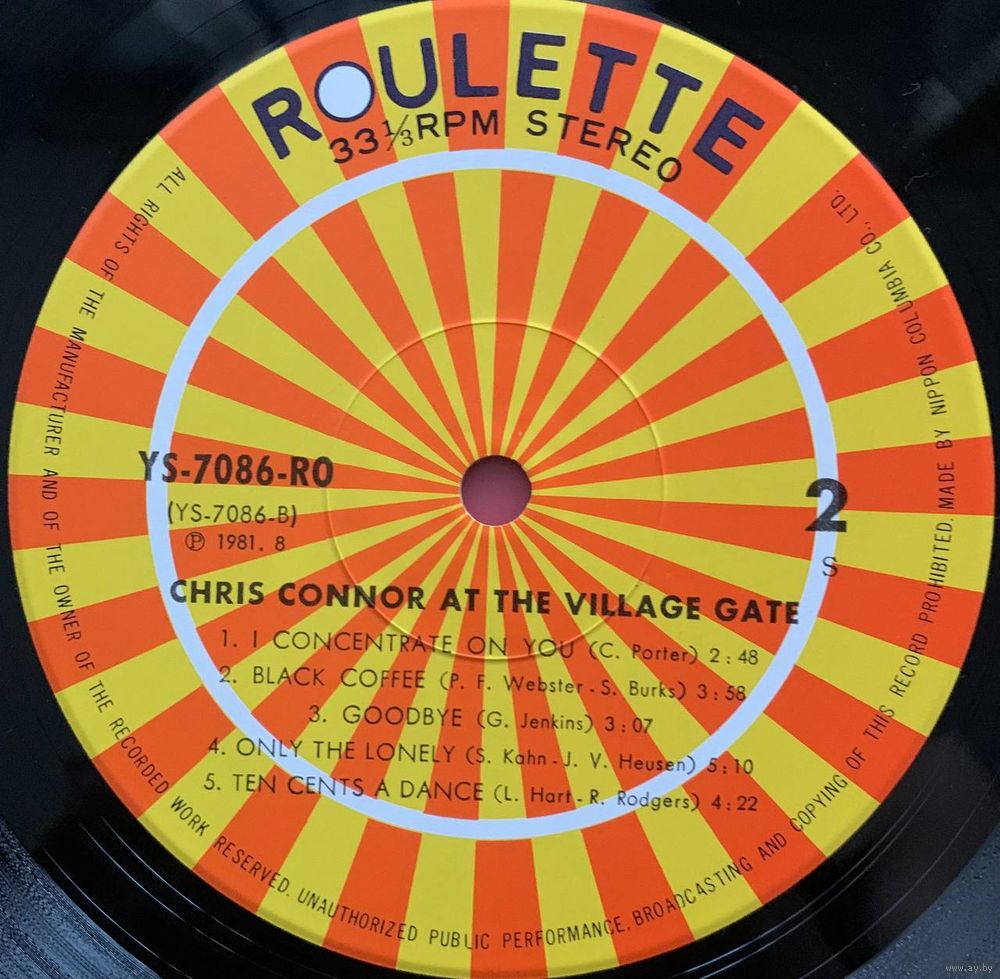 ROULETTE
33⅓RPM STEREO
YS-7086-RO
(YS-7086-B)
Ⓟ 1981. 8
2
S
CHRIS CONNOR AT THE VILLAGE GATE
1. I CONCENTRATE ON YOU (C. Porter) 2:48
2. BLACK COFFEE (P. F. Webster-S. Burks) 3:58
3. GOODBYE (G. Jenkins) 3:07
4. ONLY THE LONELY (S. Kahn-J. V. Heusen) 5:10
5. TEN CENTS A DANCE (L. Hart-R. Rodgers) 4:22
ALL RIGHTS OF THE MANUFACTURER AND OF THE OWNER OF THE RECORDED WORK RESERVED. UNAUTHORIZED PUBLIC PERFORMANCE, BROADCASTING AND COPYING OF THIS RECORD PROHIBITED. MADE BY NIPPON COLUMBIA CO., LTD.
www.ay.by